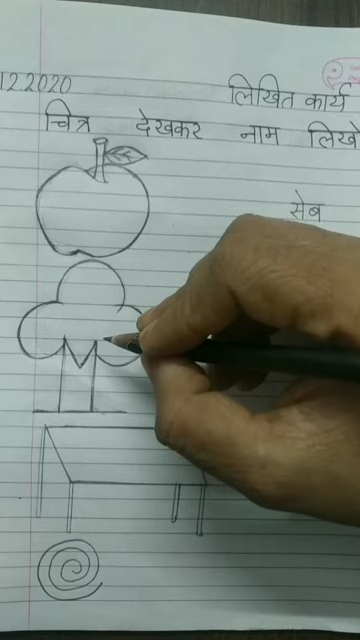 12.2020
लिखित कार्य
चित्र देखकर नाम लिखो
सेब